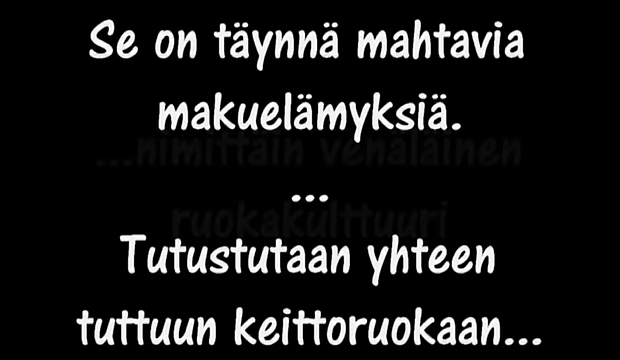 Se on täynnä mahtavia
makuelämyksiä.
...nimittäin venäläinen
...
ruokakulttuuri
Tutustutaan yhteen
tuttuun keittoruokaan...